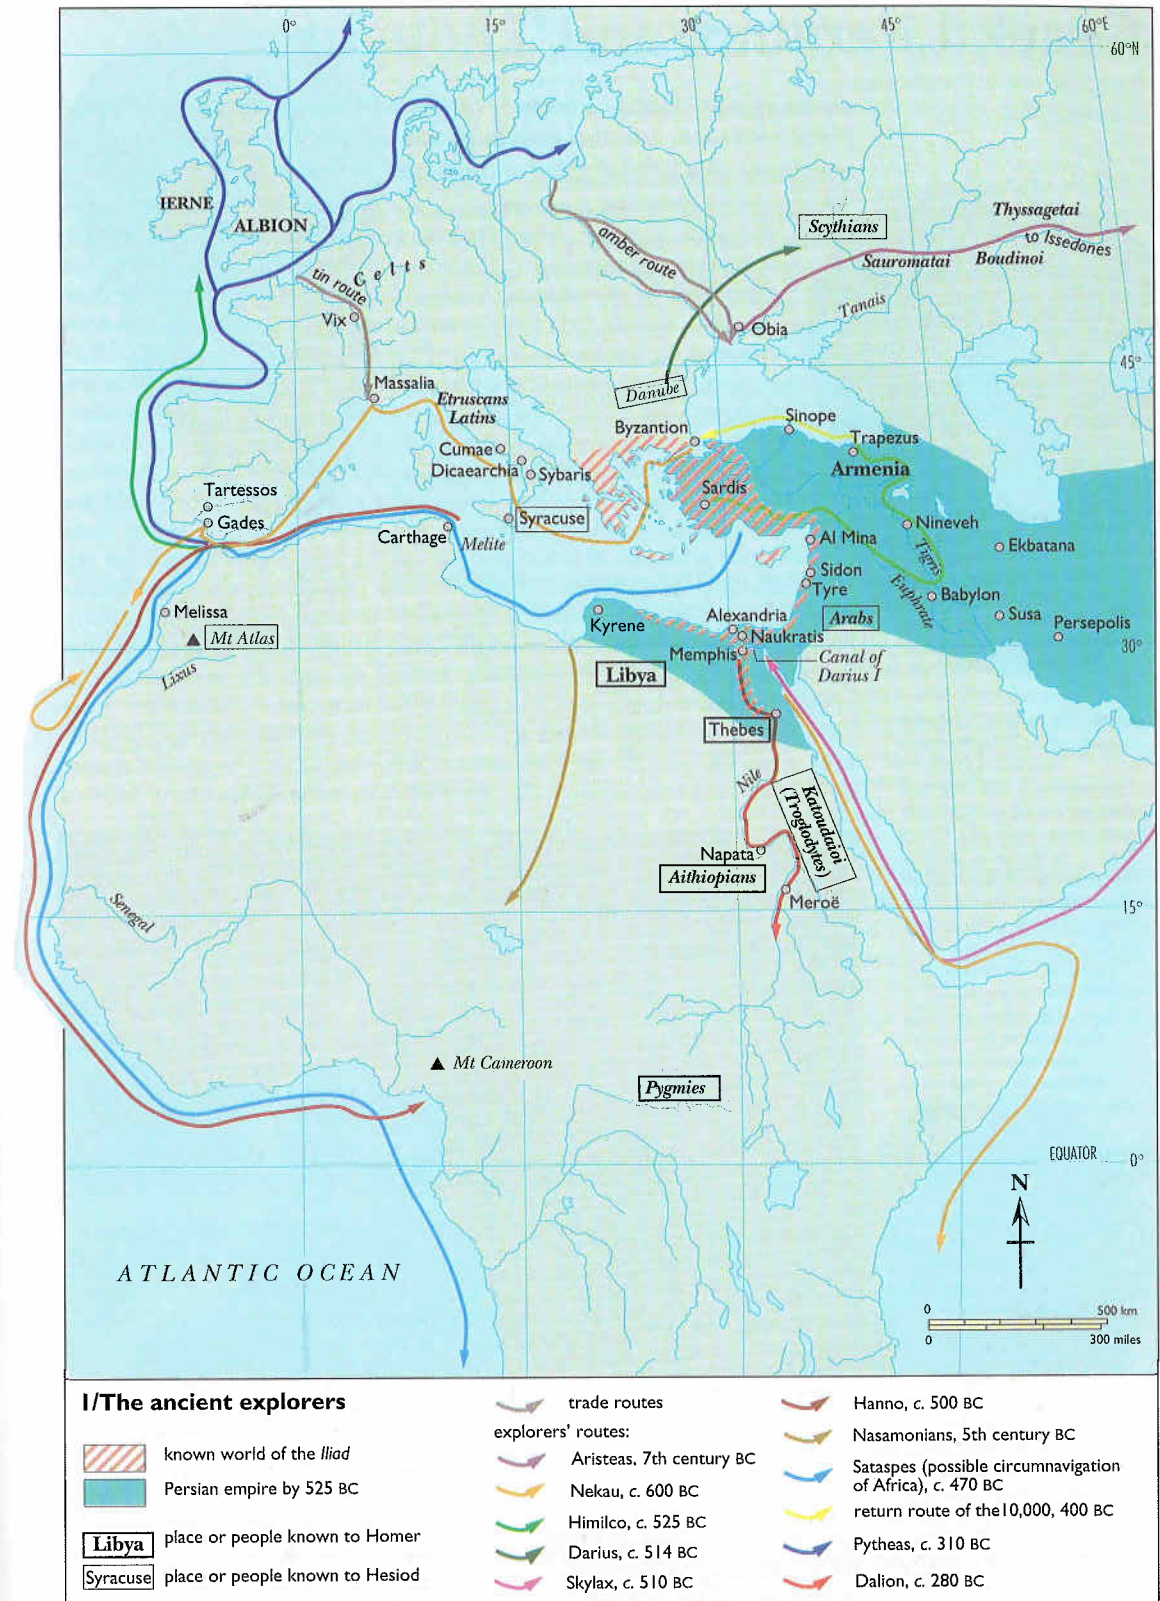 0°
15°
30°
45°
60°E
60°N
IERNE
ALBION
Thyssagetai
Scythians
to Issedones
amber route
Sauromatai
Boudinoi
Celts
tin route
Tanais
Vix
Obia
45°
Massalia
Danube
Etruscans
Latins
Sinope
Byzantion
Trapezus
Cumae
Armenia
Dicaearchia
Sybaris
Tartessos
Sardis
Gades
Syracuse
Nineveh
Carthage
Melite
Al Mina
Tigris
Ekbatana
Sidon
Tyre
Euphrate
Babylon
Melissa
Kyrene
Alexandria
Arabs
Susa
Persepolis
Mt Atlas
Naukratis
Memphis
Canal of
Darius I
30°
Lixus
Libya
Thebes
Nile
Katoudaioi
(Troglodytes)
Napata
Aithiopians
Meroë
Senegal
15°
Mt Cameroon
Pygmies
EQUATOR
0°
N
ATLANTIC OCEAN
0
500 km
0
300 miles
I/The ancient explorers
known world of the Iliad
Persian empire by 525 BC
Libya place or people known to Homer
Syracuse place or people known to Hesiod
trade routes
explorers' routes:
Aristeas, 7th century BC
Nekau, c. 600 BC
Himilco, c. 525 BC
Darius, c. 514 BC
Skylax, c. 510 BC
Hanno, c. 500 BC
Nasamonians, 5th century BC
Sataspes (possible circumnavigation
of Africa), c. 470 BC
return route of the10,000, 400 BC
Pytheas, c. 310 BC
Dalion, c. 280 BC